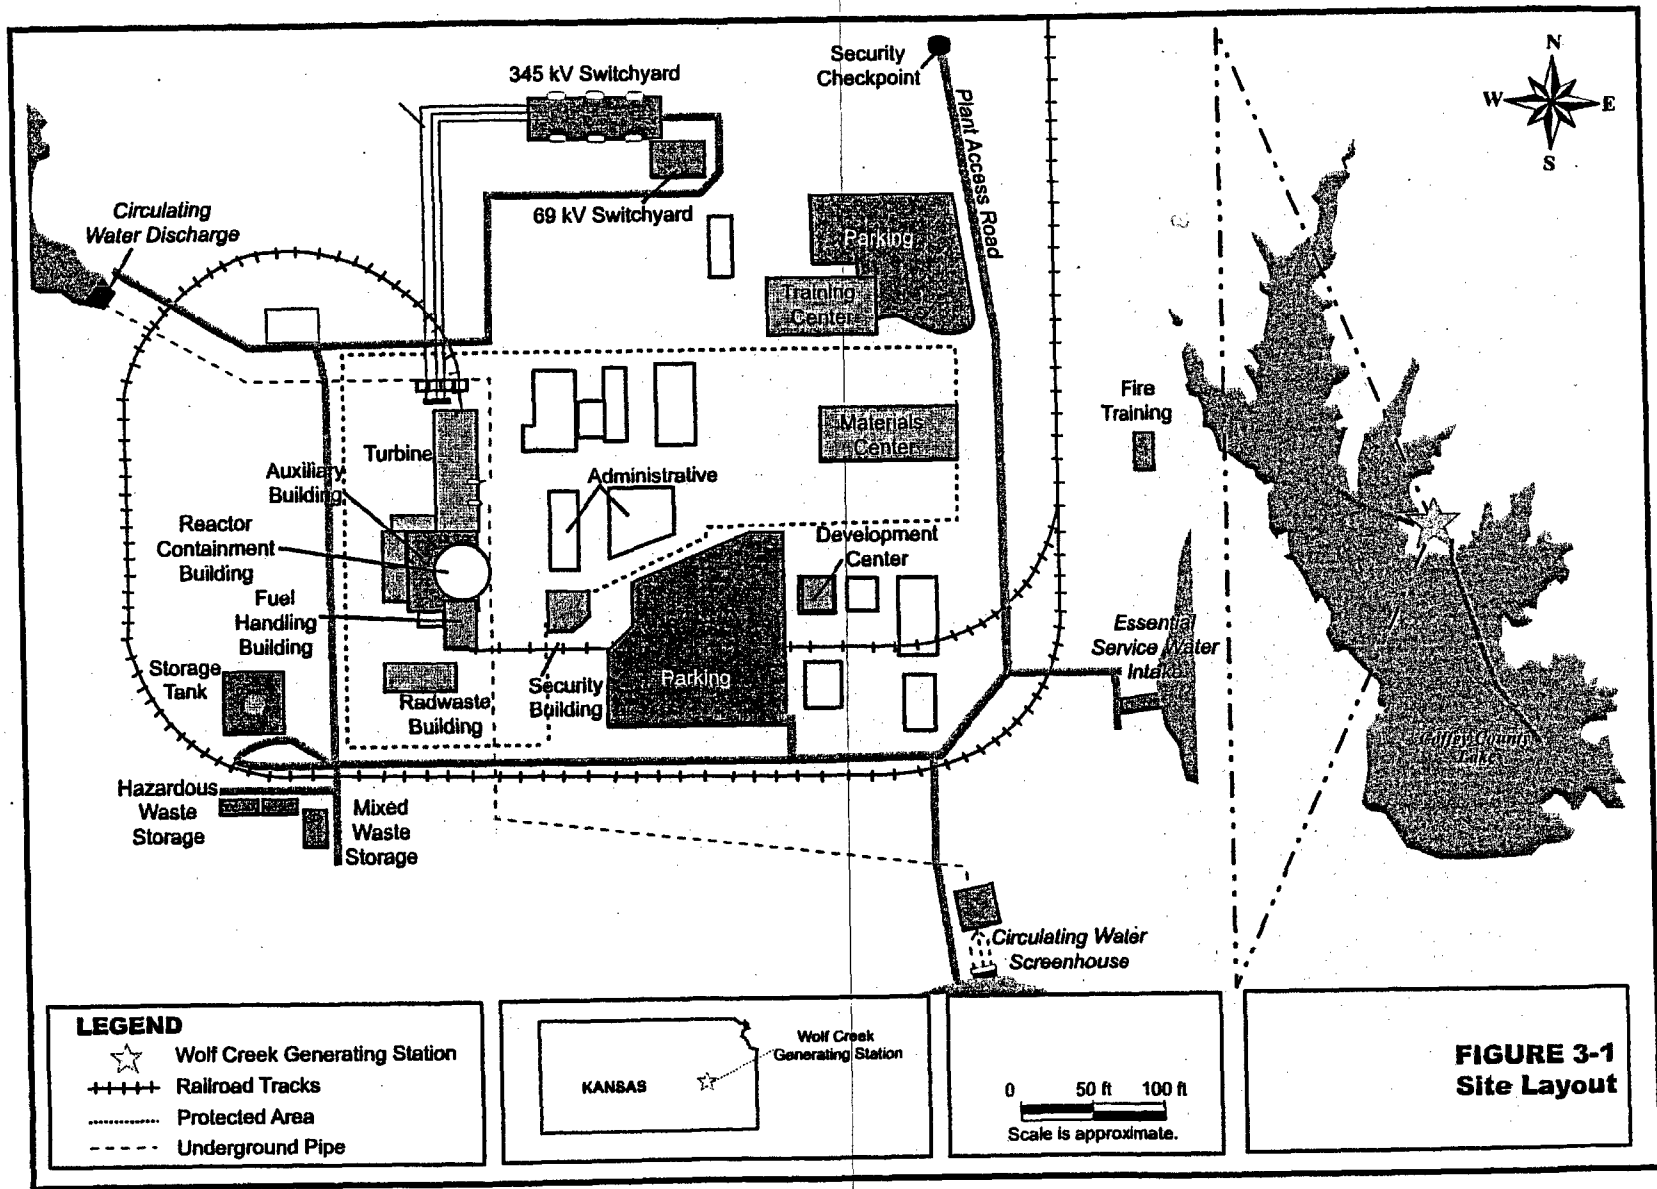 345 kV Switchyard
69 kV Switchyard
Security
Checkpoint
Plant Access Road
N
W
E
S
Circulating
Water Discharge
Parking
Training
Center
Fire
Training
Materials
Center
Turbine
Auxiliary
Building
Administrative
Reactor
Containment
Building
Development
Center
Fuel
Handling
Building
Essential
Service Water
Intake
Storage
Tank
Radwaste
Building
Security
Building
Parking
Coffey County
Lake
Hazardous
Waste
Storage
Mixed
Waste
Storage
Circulating Water
Screenhouse
LEGEND
Wolf Creek Generating Station
Railroad Tracks
Protected Area
Underground Pipe
KANSAS
Wolf Creek
Generating Station
0 50 ft 100 ft
Scale is approximate.
FIGURE 3-1
Site Layout